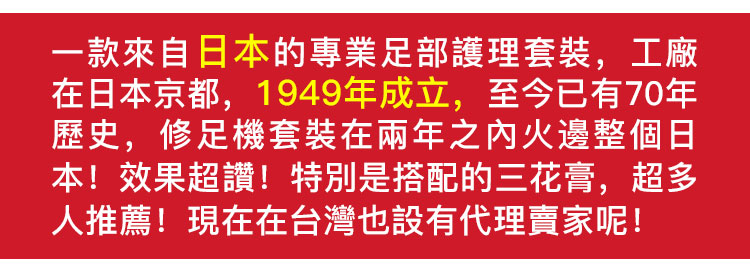 一款來自日本的專業足部護理套裝，工廠
在日本京都，1949年成立，至今已有70年
歷史，修足機套裝在兩年之內火邊整個日
本！效果超讚！特別是搭配的三花膏，超多
人推薦！現在在台灣也設有代理賣家呢！